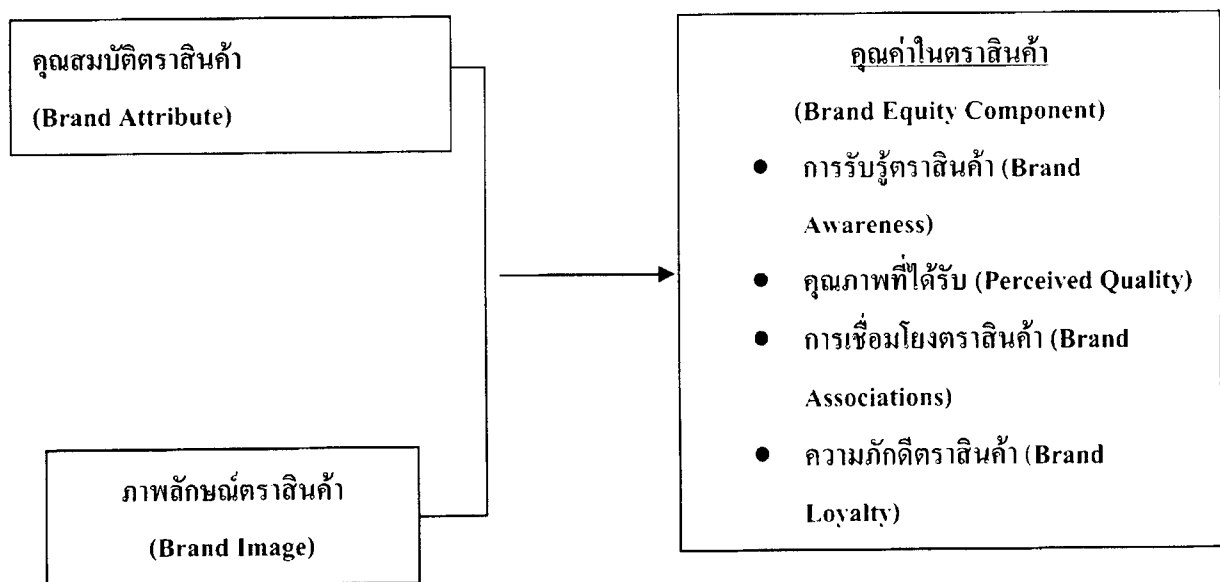 คุณสมบัติตราสินค้า
(Brand Attribute)
ภาพลักษณ์ตราสินค้า
(Brand Image)
คุณค่าในตราสินค้า
(Brand Equity Component)
● การรับรู้ตราสินค้า (Brand
Awareness)
● คุณภาพที่ได้รับ (Perceived Quality)
● การเชื่อมโยงตราสินค้า (Brand
Associations)
● ความภักดีตราสินค้า (Brand
Loyalty)